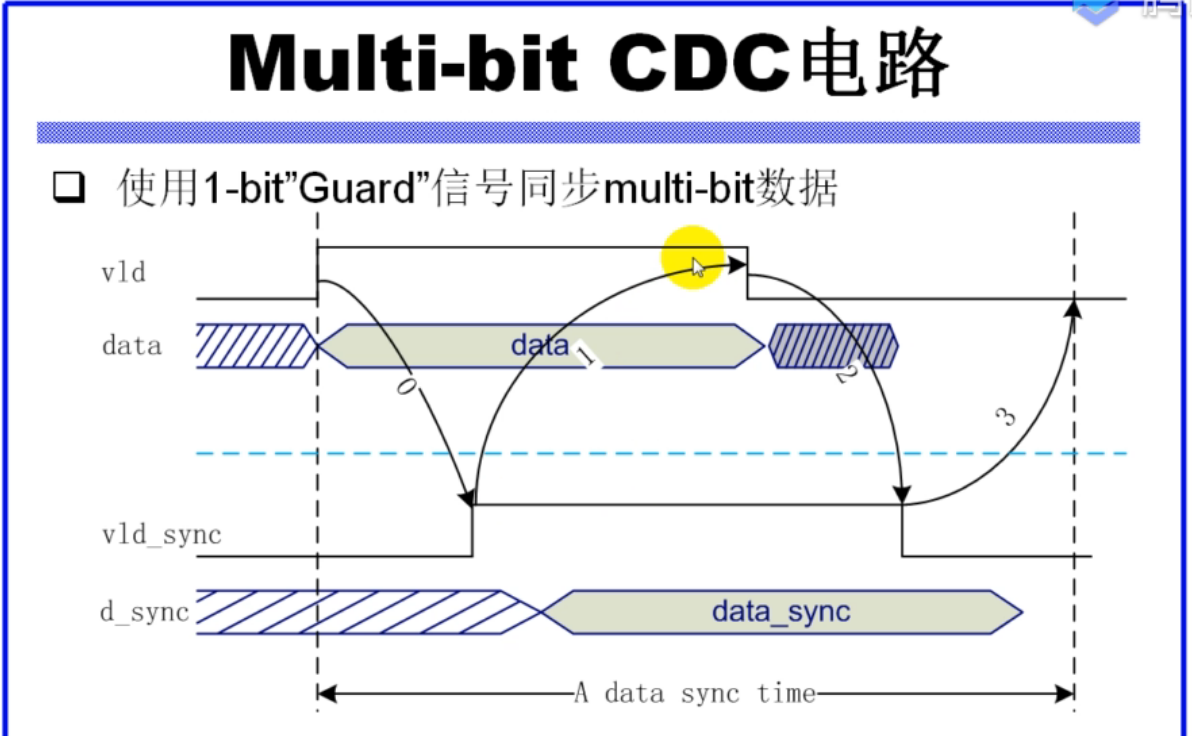 Multi-bit CDC电路
使用1-bit”Guard”信号同步multi-bit数据
vld
data
data
0
1
2
3
vld_sync
d_sync
data_sync
A data sync time